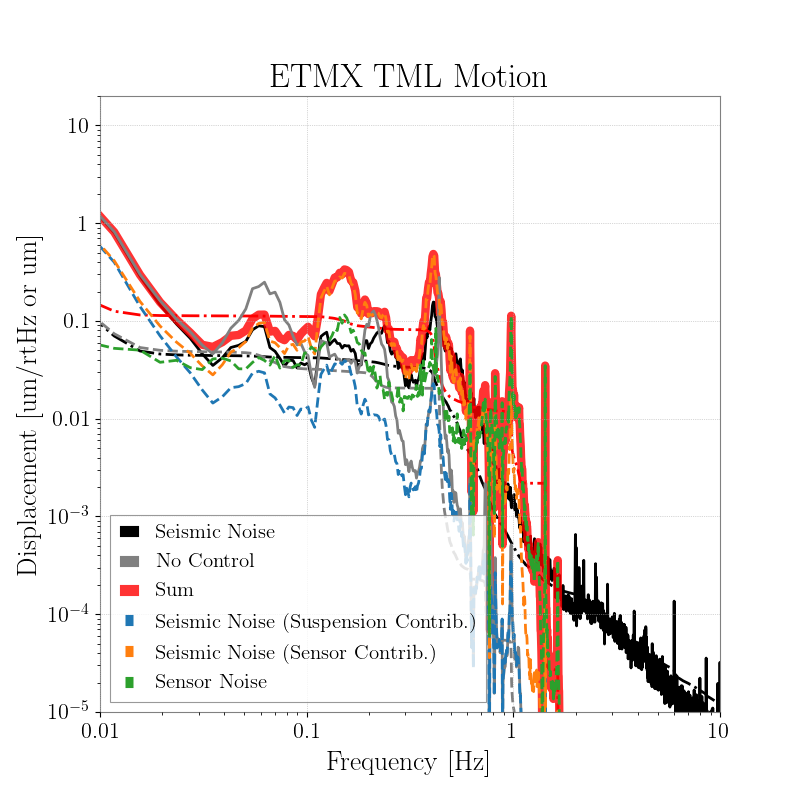 ETMX TML Motion
Displacement [um/rtHz or um]
10
1
0.1
0.01
10⁻³
10⁻⁴
10⁻⁵
Seismic Noise
No Control
Sum
Seismic Noise (Suspension Contrib.)
Seismic Noise (Sensor Contrib.)
Sensor Noise
0.01 0.1 1 10
Frequency [Hz]